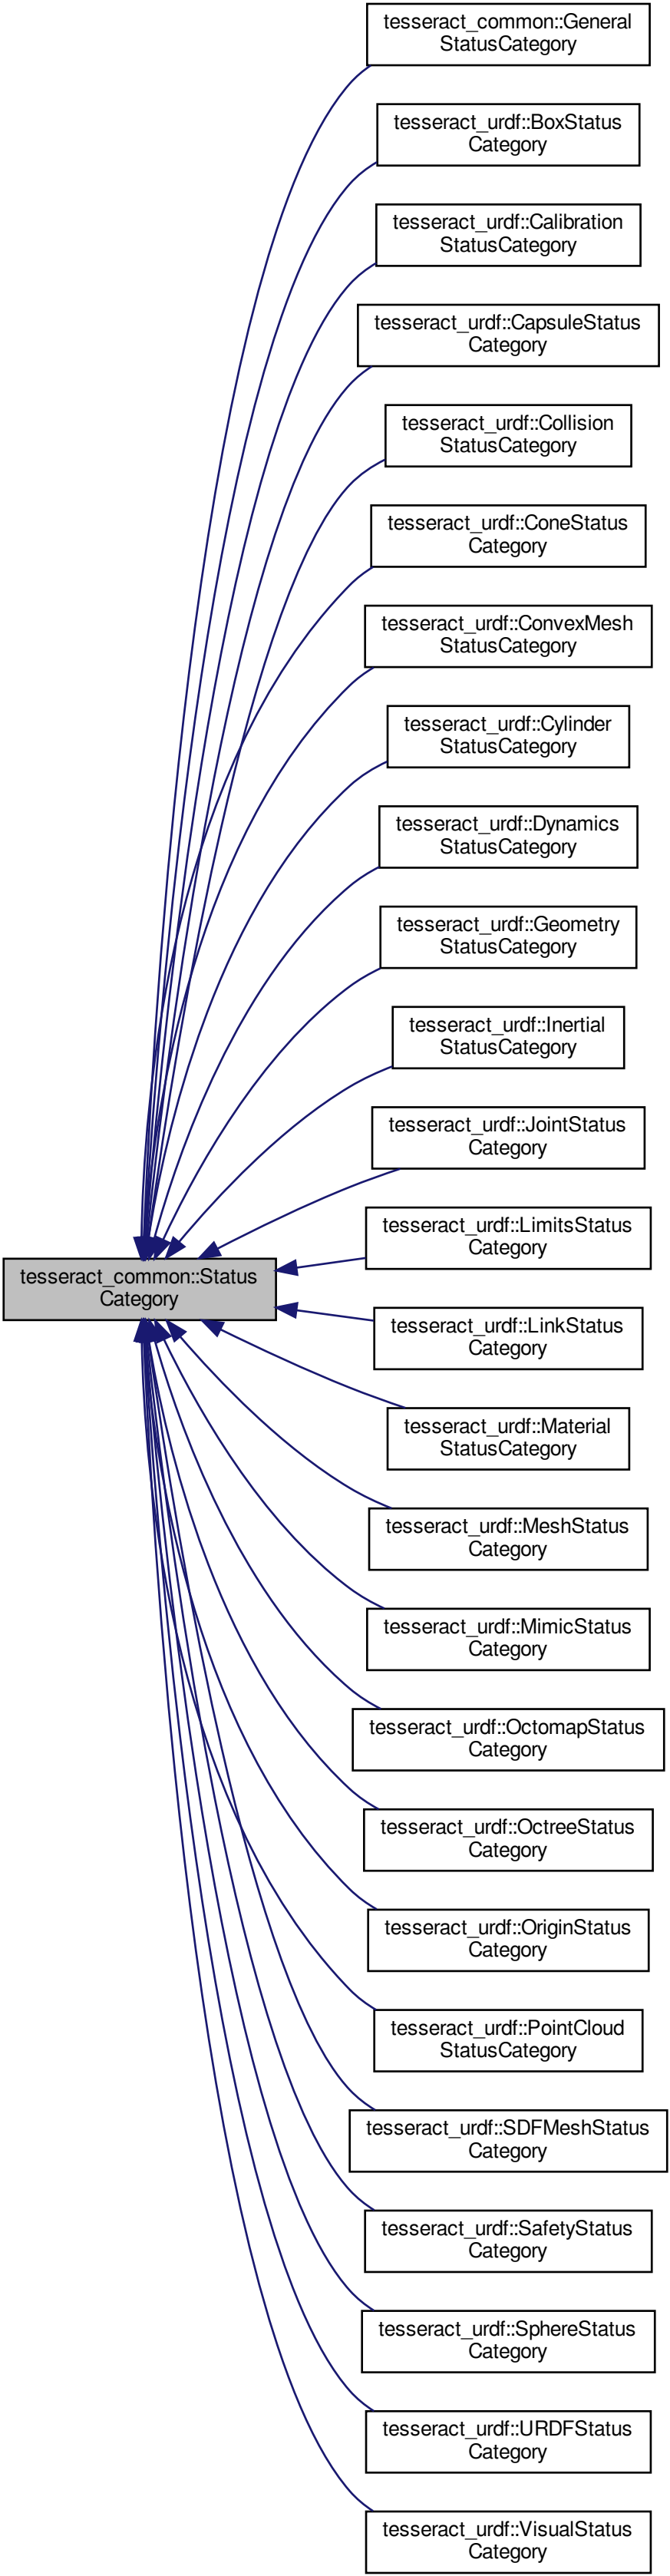 tesseract_common::General
StatusCategory
tesseract_urdf::BoxStatus
Category
tesseract_urdf::Calibration
StatusCategory
tesseract_urdf::CapsuleStatus
Category
tesseract_urdf::Collision
StatusCategory
tesseract_urdf::ConeStatus
Category
tesseract_urdf::ConvexMesh
StatusCategory
tesseract_urdf::Cylinder
StatusCategory
tesseract_urdf::Dynamics
StatusCategory
tesseract_urdf::Geometry
StatusCategory
tesseract_urdf::Inertial
StatusCategory
tesseract_urdf::JointStatus
Category
tesseract_urdf::LimitsStatus
Category
tesseract_common::Status
Category
tesseract_urdf::LinkStatus
Category
tesseract_urdf::Material
StatusCategory
tesseract_urdf::MeshStatus
Category
tesseract_urdf::MimicStatus
Category
tesseract_urdf::OctomapStatus
Category
tesseract_urdf::OctreeStatus
Category
tesseract_urdf::OriginStatus
Category
tesseract_urdf::PointCloud
StatusCategory
tesseract_urdf::SDFMeshStatus
Category
tesseract_urdf::SafetyStatus
Category
tesseract_urdf::SphereStatus
Category
tesseract_urdf::URDFStatus
Category
tesseract_urdf::VisualStatus
Category